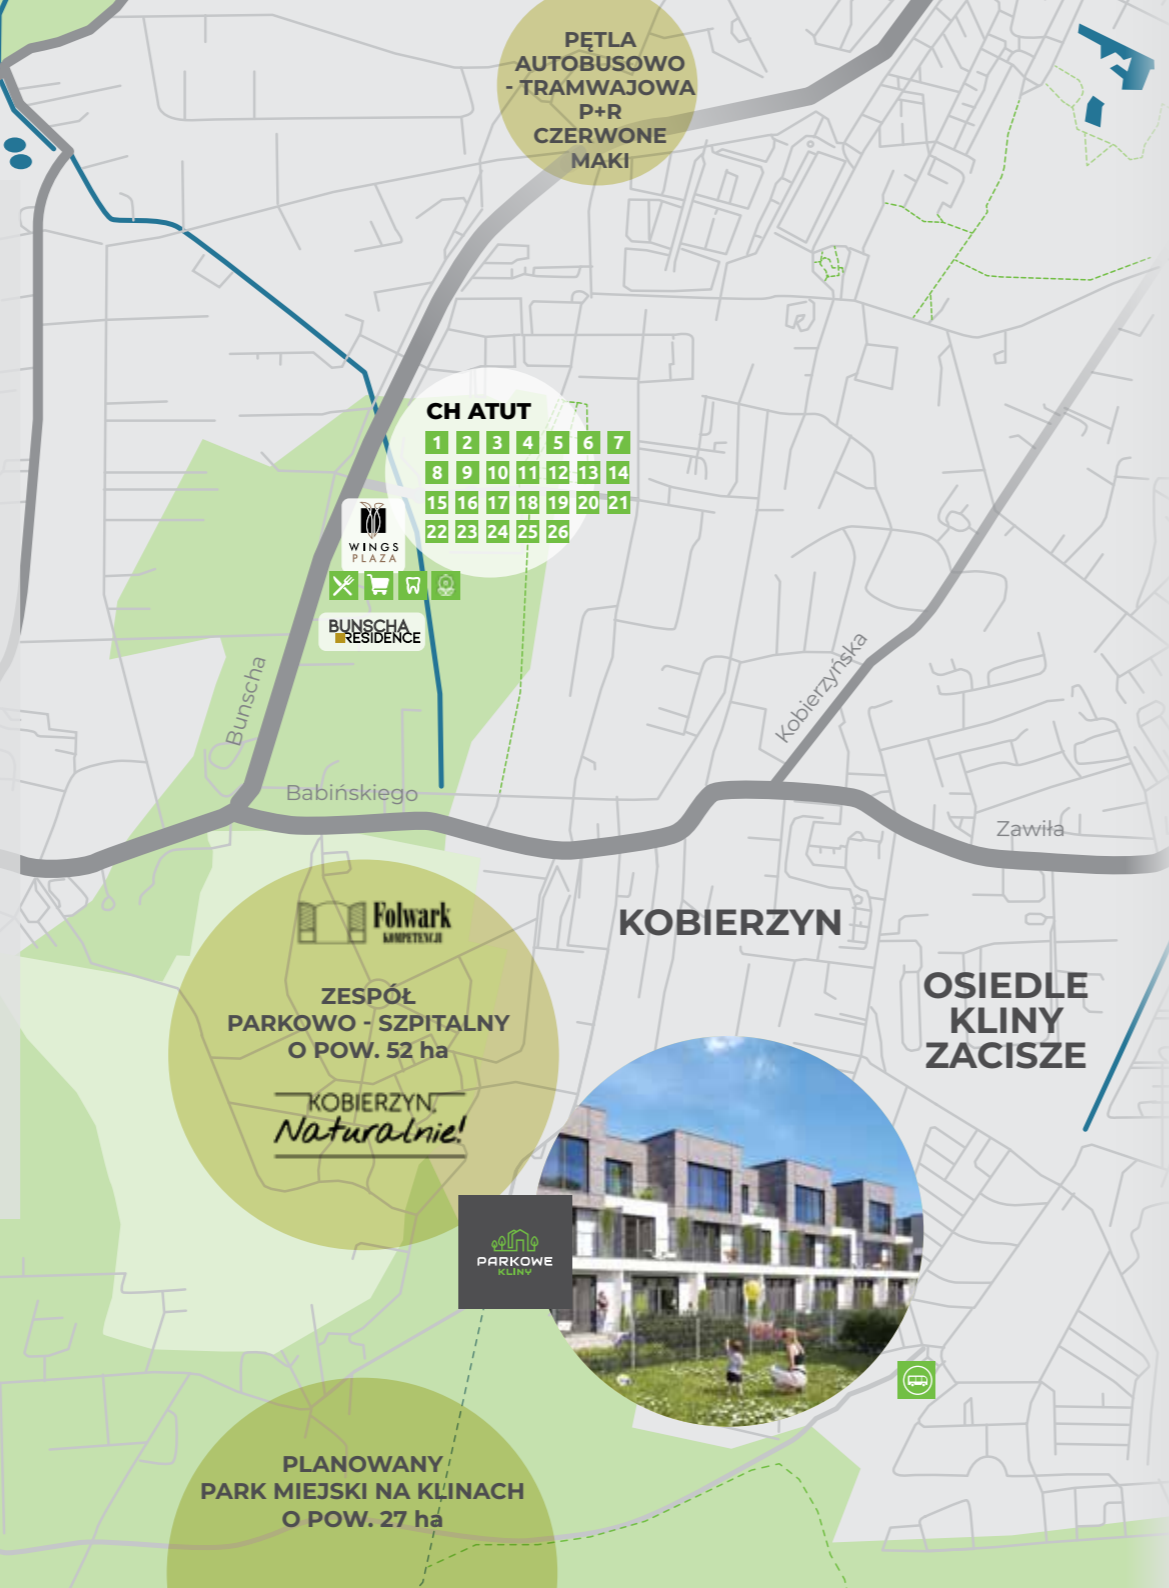 PĘTLA
AUTOBUSOWO
- TRAMWAJOWA
P+R
CZERWONE
MAKI
CH ATUT
1 2 3 4 5 6 7
8 9 10 11 12 13 14
15 16 17 18 19 20 21
22 23 24 25 26
WINGS
PLAZA
BUNSCHA
RESIDENCE
Bunscha
Kobierzyńska
Babińskiego
Zawiła
Folwark
KOMPETENCJI
KOBIERZYN
ZESPÓŁ
PARKOWO - SZPITALNY
O POW. 52 ha
OSIEDLE
KLINY
ZACISZE
KOBIERZYN,
Naturalnie!
PARKOWE
KLINY
PLANOWANY
PARK MIEJSKI NA KLINACH
O POW. 27 ha